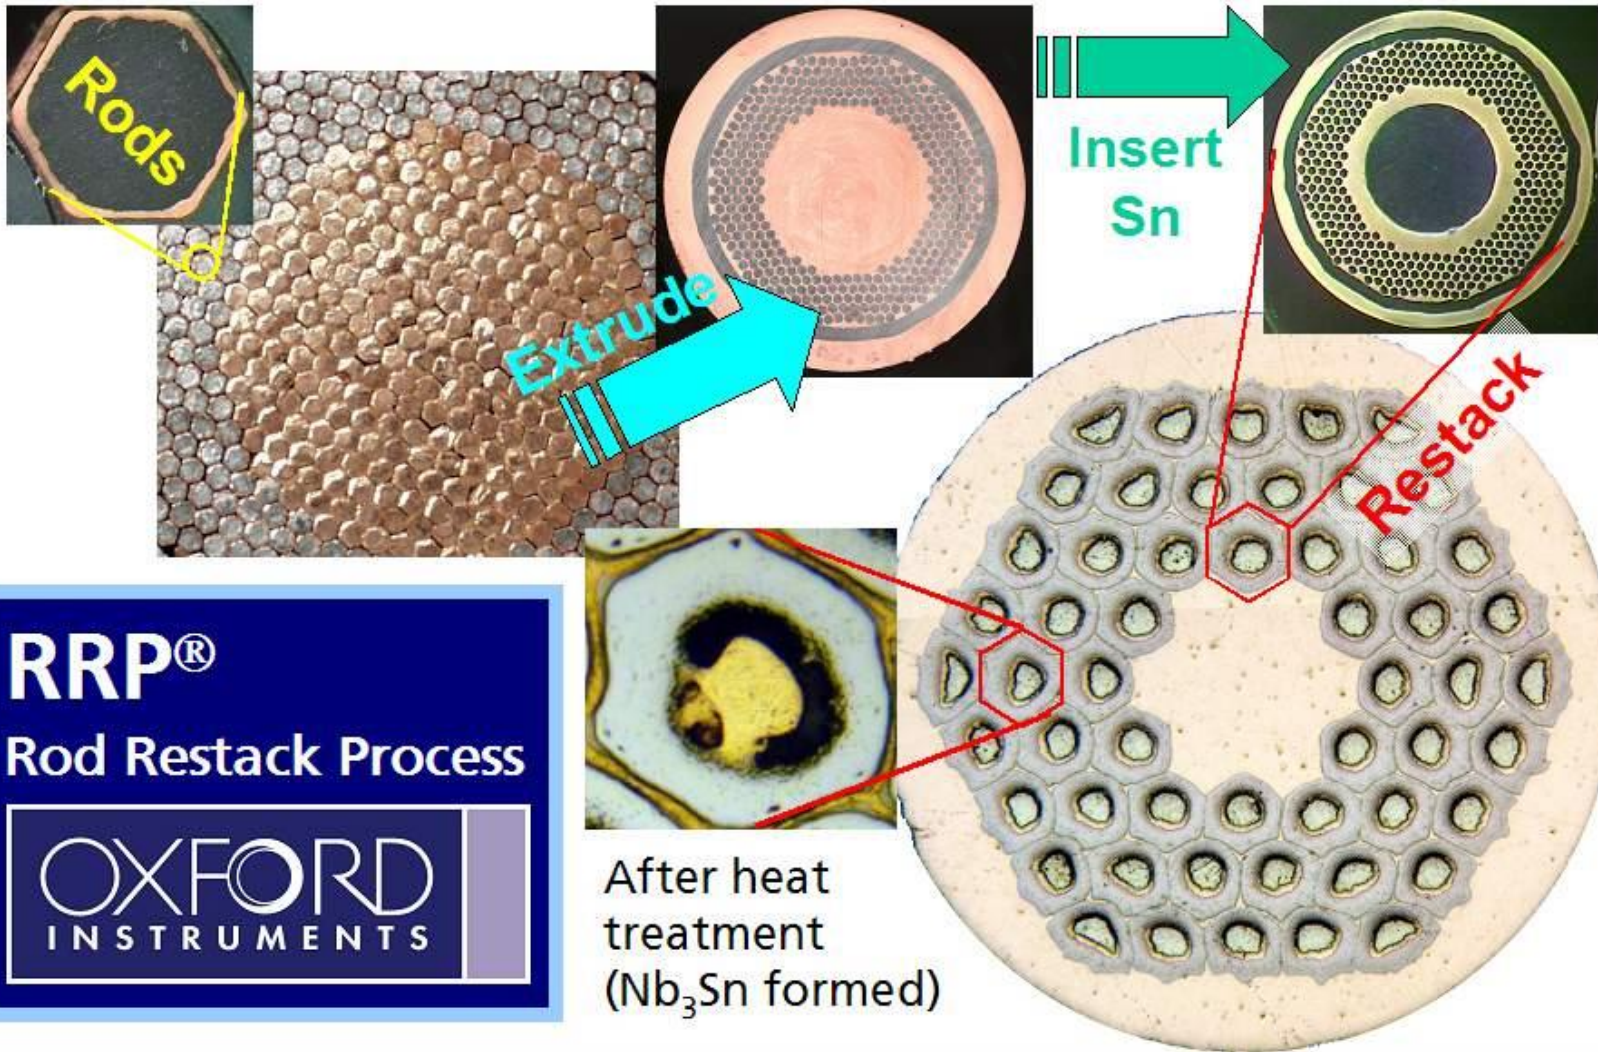 Rods
Extrude
Insert
Sn
Restack
RRP®
Rod Restack Process
OXFORD
INSTRUMENTS
After heat
treatment
(Nb₃Sn formed)